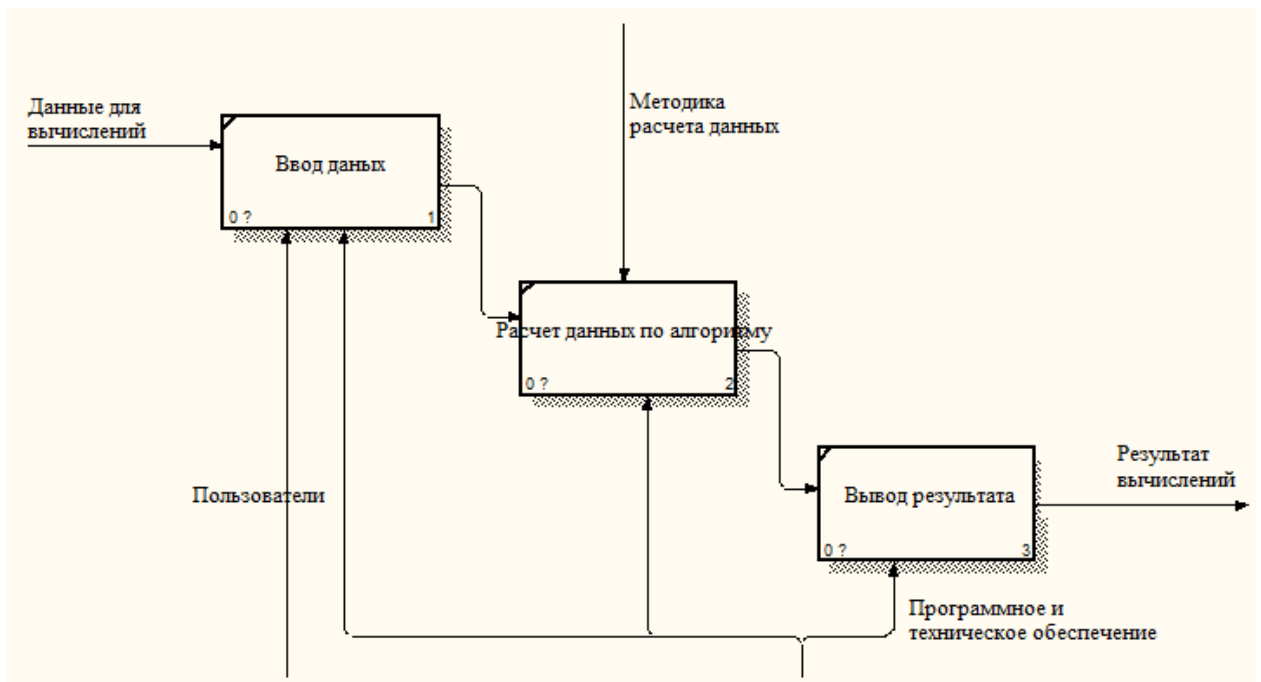 Данные для
вычислений
Методика
расчета данных
Ввод даных
0 ?
1
Расчет данных по алгоритму
0 ?
2
Результат
вычислений
Пользователи
Вывод результата
0 ?
3
Программное и
техническое обеспечение